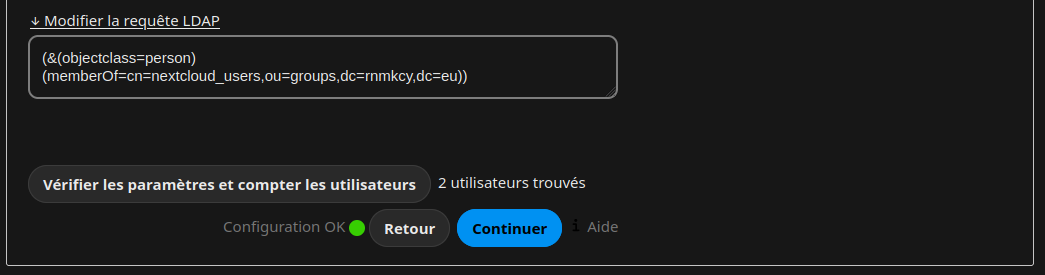 ↓ Modifier la requête LDAP
(&(objectclass=person)
(memberOf=cn=nextcloud_users,ou=groups,dc=rnmkcy,dc=eu))
Vérifier les paramètres et compter les utilisateurs 2 utilisateurs trouvés
Configuration OK Retour Continuer i Aide